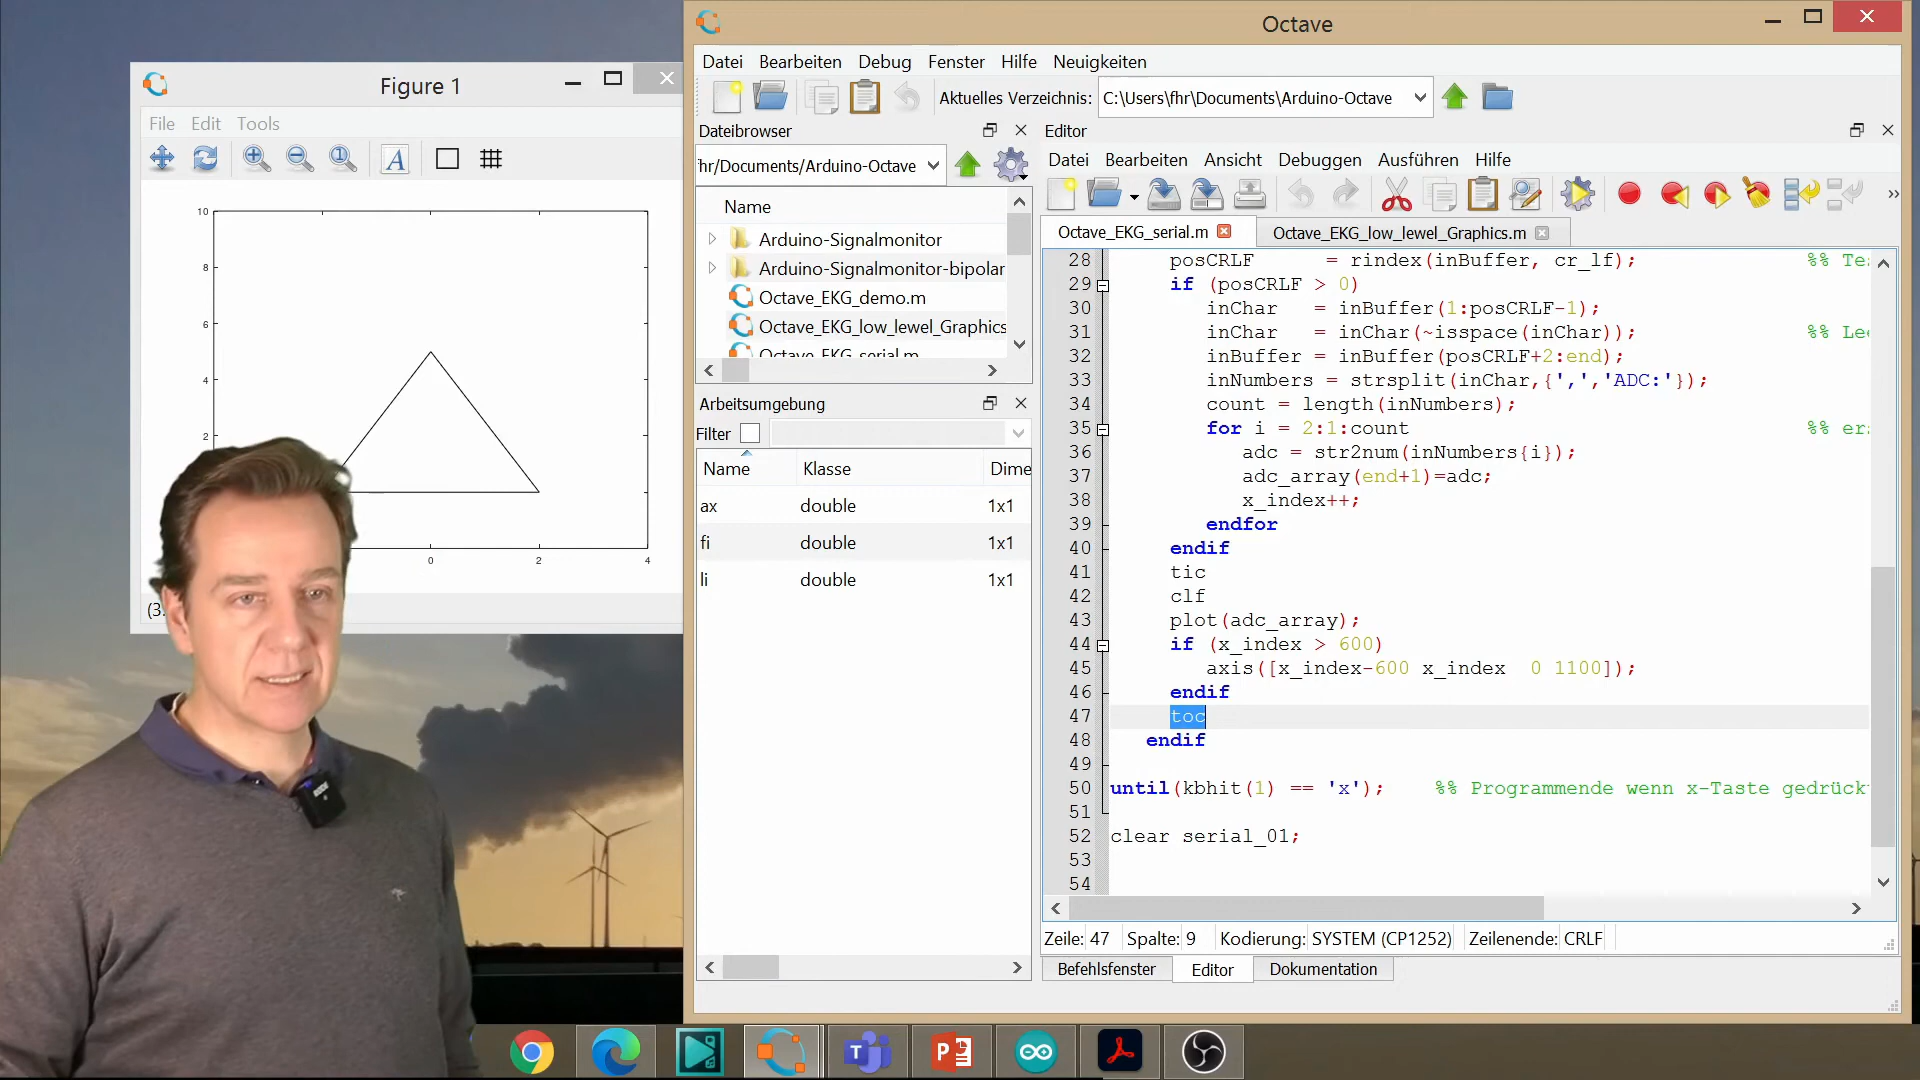 Octave
Datei Bearbeiten Debug Fenster Hilfe Neuigkeiten
Aktuelles Verzeichnis: C:\Users\fhr\Documents\Arduino-Octave
Figure 1
File Edit Tools
10
8
6
4
2
0 2 4
(3.
Dateibrowser
hr/Documents/Arduino-Octave
Name
Arduino-Signalmonitor
Arduino-Signalmonitor-bipolar
Octave_EKG_demo.m
Octave_EKG_low_lewel_Graphics
Octave_EKG_serial.m
Arbeitsumgebung
Filter
Name Klasse Dime
ax double 1x1
fi double 1x1
li double 1x1
Editor
Datei Bearbeiten Ansicht Debuggen Ausführen Hilfe
Octave_EKG_serial.m Octave_EKG_low_lewel_Graphics.m
28 posCRLF = rindex(inBuffer, cr_lf); %% Te
29 if (posCRLF > 0)
30 inChar = inBuffer(1:posCRLF-1);
31 inChar = inChar(~isspace(inChar)); %% Le
32 inBuffer = inBuffer(posCRLF+2:end);
33 inNumbers = strsplit(inChar,{',','ADC:'});
34 count = length(inNumbers);
35 for i = 2:1:count %% er
36 adc = str2num(inNumbers{i});
37 adc_array(end+1)=adc;
38 x_index++;
39 endfor
40 endif
41 tic
42 clf
43 plot(adc_array);
44 if (x_index > 600)
45 axis([x_index-600 x_index 0 1100]);
46 endif
47 toc
48 endif
49
50 until(kbhit(1) == 'x'); %% Programmende wenn x-Taste gedrück
51
52 clear serial_01;
53
54
Zeile: 47 Spalte: 9 Kodierung: SYSTEM (CP1252) Zeilenende: CRLF
Befehlsfenster Editor Dokumentation